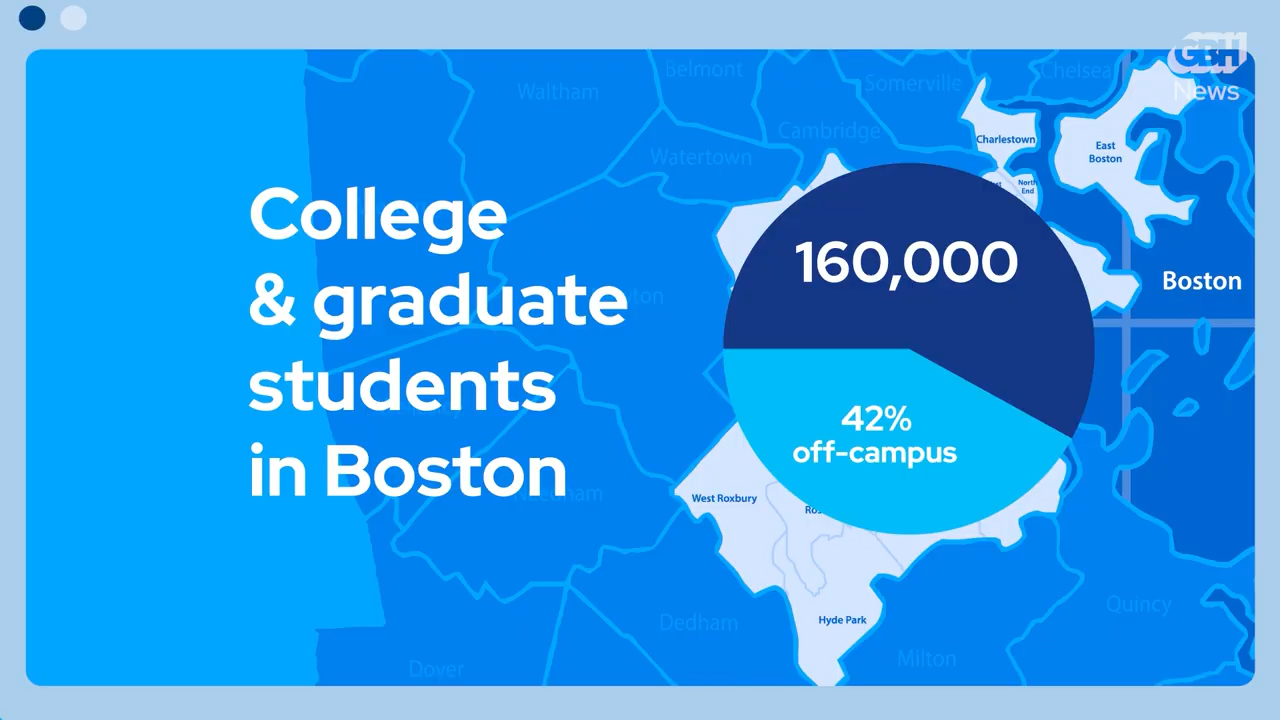 GBH
News
Belmont
Chelsea
Somerville
Waltham
Cambridge
Charlestown
East
Boston
Watertown
North
End
College
& graduate
students
in Boston
160,000
Boston
42%
off-campus
West Roxbury
Needham
Hyde Park
Quincy
Dedham
Milton
Dover